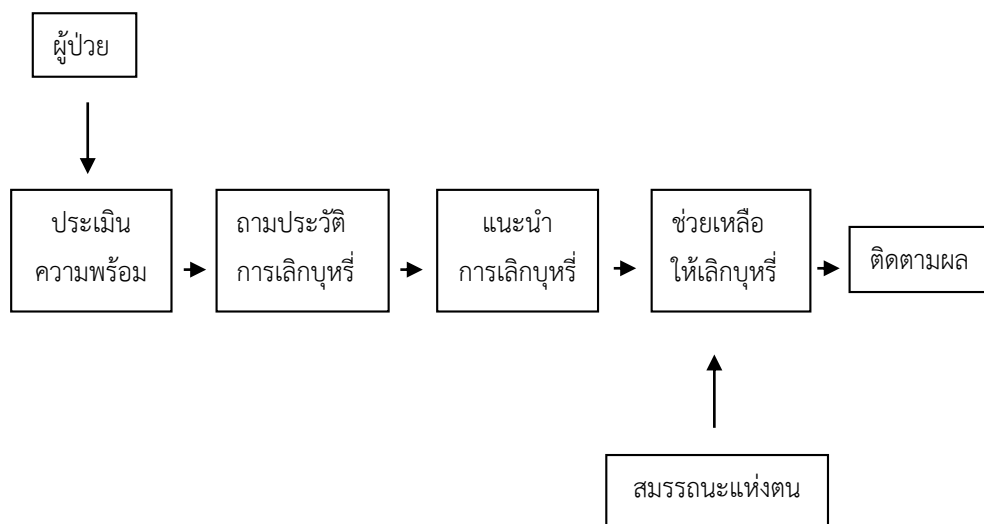 ผู้ป่วย
ประเมิน
ความพร้อม
ถามประวัติ
การเลิกบุหรี่
แนะนำ
การเลิกบุหรี่
ช่วยเหลือ
ให้เลิกบุหรี่
ติดตามผล
สมรรถนะแห่งตน